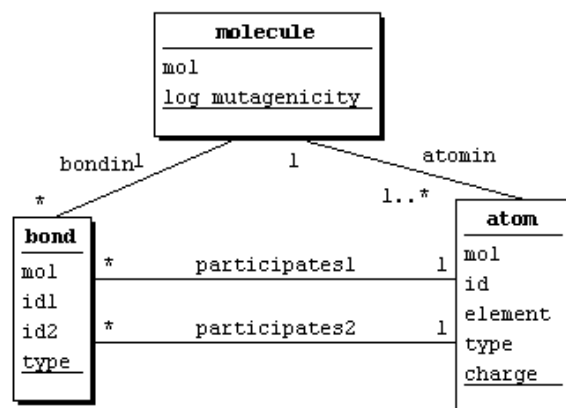 molecule
mol
log mutagenicity
bondin 1
1
atomin
*
1..*
bond
mol
id1
id2
type
* participates1 1
* participates2 1
atom
mol
id
element
type
charge